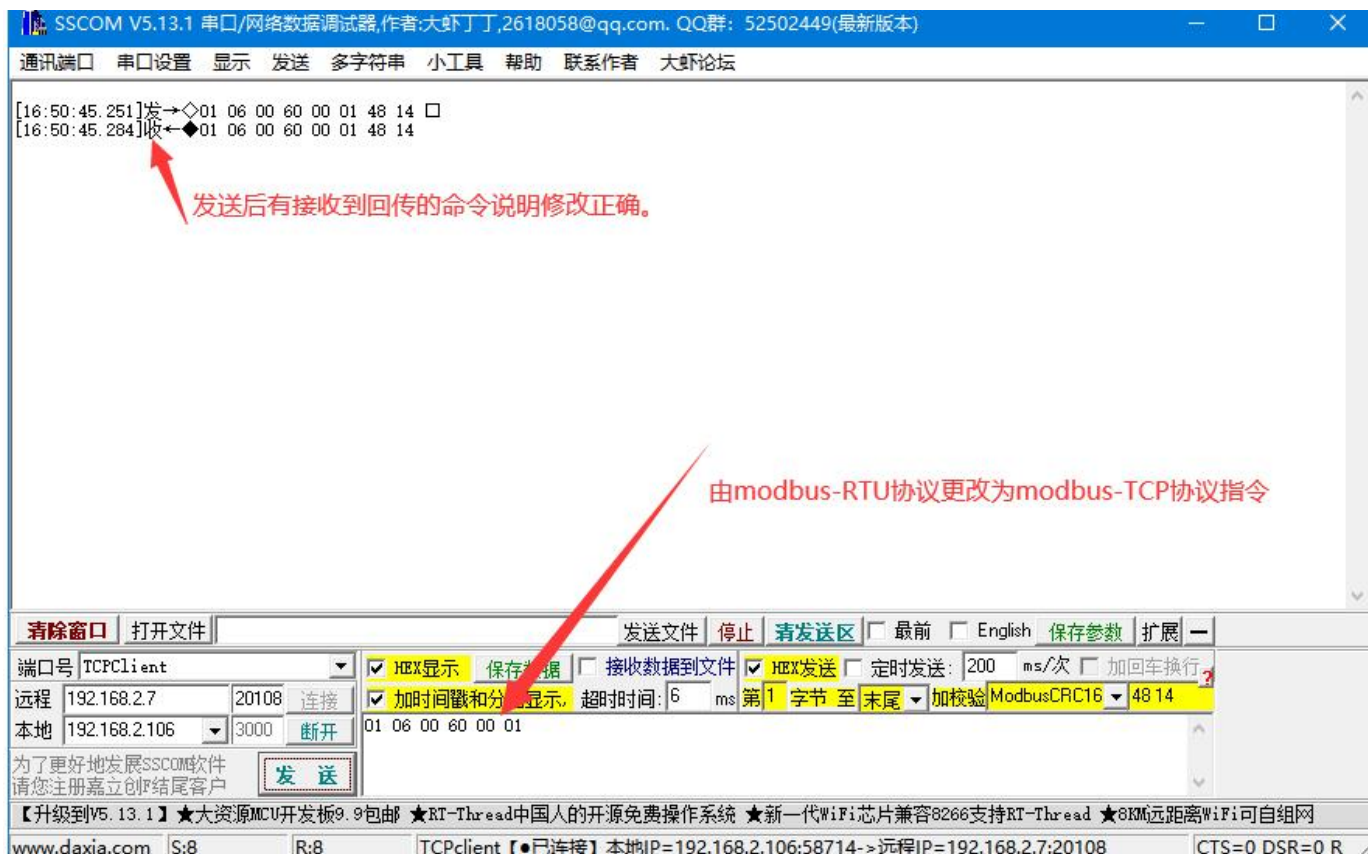 SSCOM V5.13.1 串口/网络数据调试器,作者:大虾丁丁,2618058@qq.com. QQ群: 52502449(最新版本)
通讯端口 串口设置 显示 发送 多字符串 小工具 帮助 联系作者 大虾论坛
[16:50:45.251]发→◇01 06 00 60 00 01 48 14 □
[16:50:45.284]收←◆01 06 00 60 00 01 48 14
发送后有接收到回传的命令说明修改正确。
由modbus-RTU协议更改为modbus-TCP协议指令
清除窗口 打开文件 发送文件 停止 清发送区 最前 English 保存参数 扩展 —
端口号 TCPClient HEX显示 保存数据 接收数据到文件 HEX发送 定时发送: 200 ms/次 加回车换行 ?
远程 192.168.2.7 20108 连接 加时间戳和分包显示, 超时时间: 6 ms 第 1 字节 至 末尾 加校验 ModbusCRC16 48 14
本地 192.168.2.106 3000 断开 01 06 00 60 00 01
为了更好地发展SSCOM软件
请您注册嘉立创F结尾客户
发 送
【升级到V5.13.1】★大资源MCU开发板9.9包邮 ★RT-Thread中国人的开源免费操作系统 ★新一代WiFi芯片兼容8266支持RT-Thread ★8KM远距离WiFi可自组网
www.daxia.com S:8 R:8 TCPclient【●已连接】本地IP=192.168.2.106:58714->远程IP=192.168.2.7:20108 CTS=0 DSR=0 R